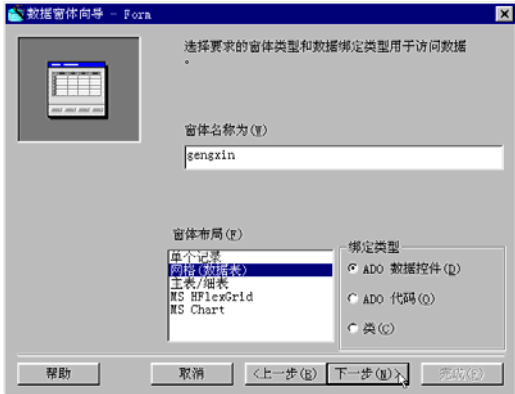 数据窗体向导 - Form
选择要求的窗体类型和数据绑定类型用于访问数据
。
窗体名称为(W)
gengxin
窗体布局(F)
单个记录
网格(数据表)
主表/细表
MS HFlexGrid
MS Chart
绑定类型
ADO 数据控件(D)
ADO 代码(O)
类(C)
帮助
取消
<上一步(B)
下一步(N)>
完成(F)